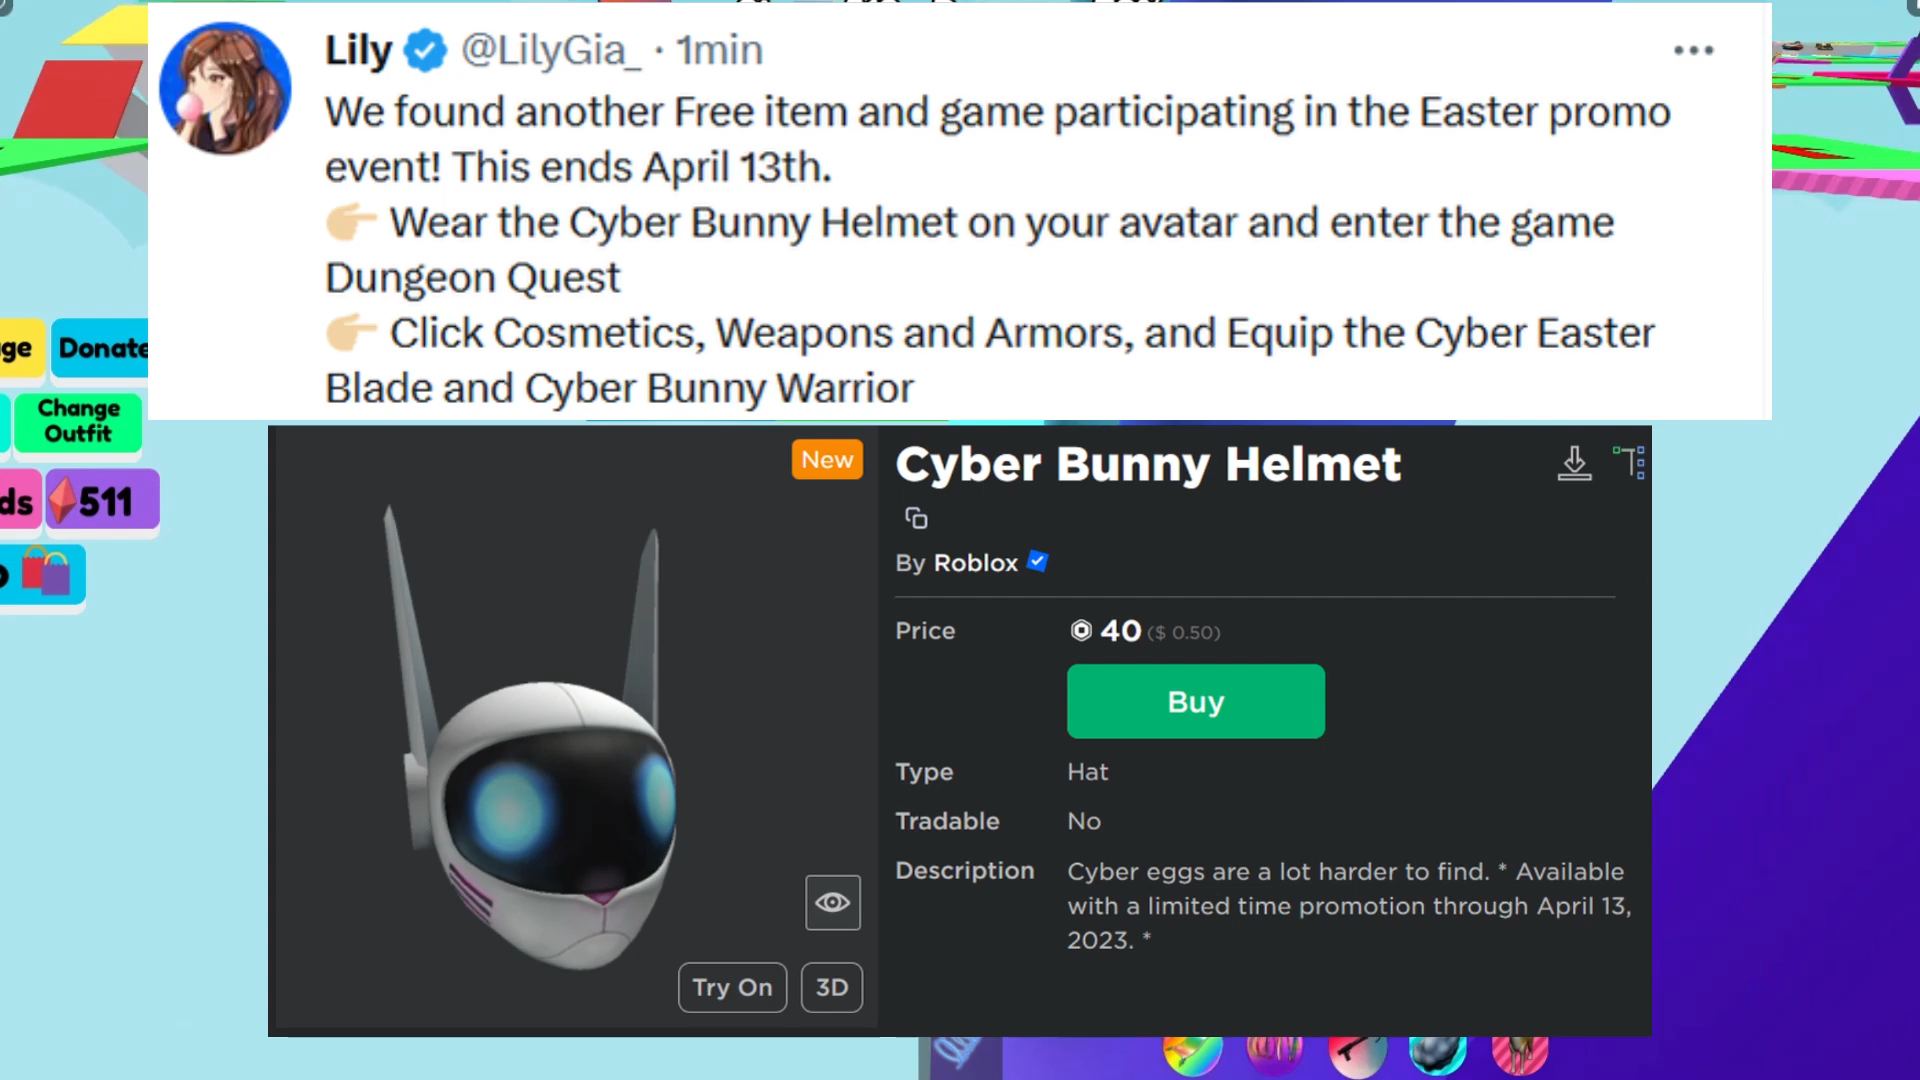 Lily @LilyGia_ · 1min
We found another Free item and game participating in the Easter promo
event! This ends April 13th.
👉🏼 Wear the Cyber Bunny Helmet on your avatar and enter the game
Dungeon Quest
👉🏼 Click Cosmetics, Weapons and Armors, and Equip the Cyber Easter
Blade and Cyber Bunny Warrior
Donate
Change
Outfit
511
New
Try On
3D
Cyber Bunny Helmet
By Roblox
Price 40 ($ 0.50)
Buy
Type Hat
Tradable No
Description Cyber eggs are a lot harder to find. * Available
with a limited time promotion through April 13,
2023. *